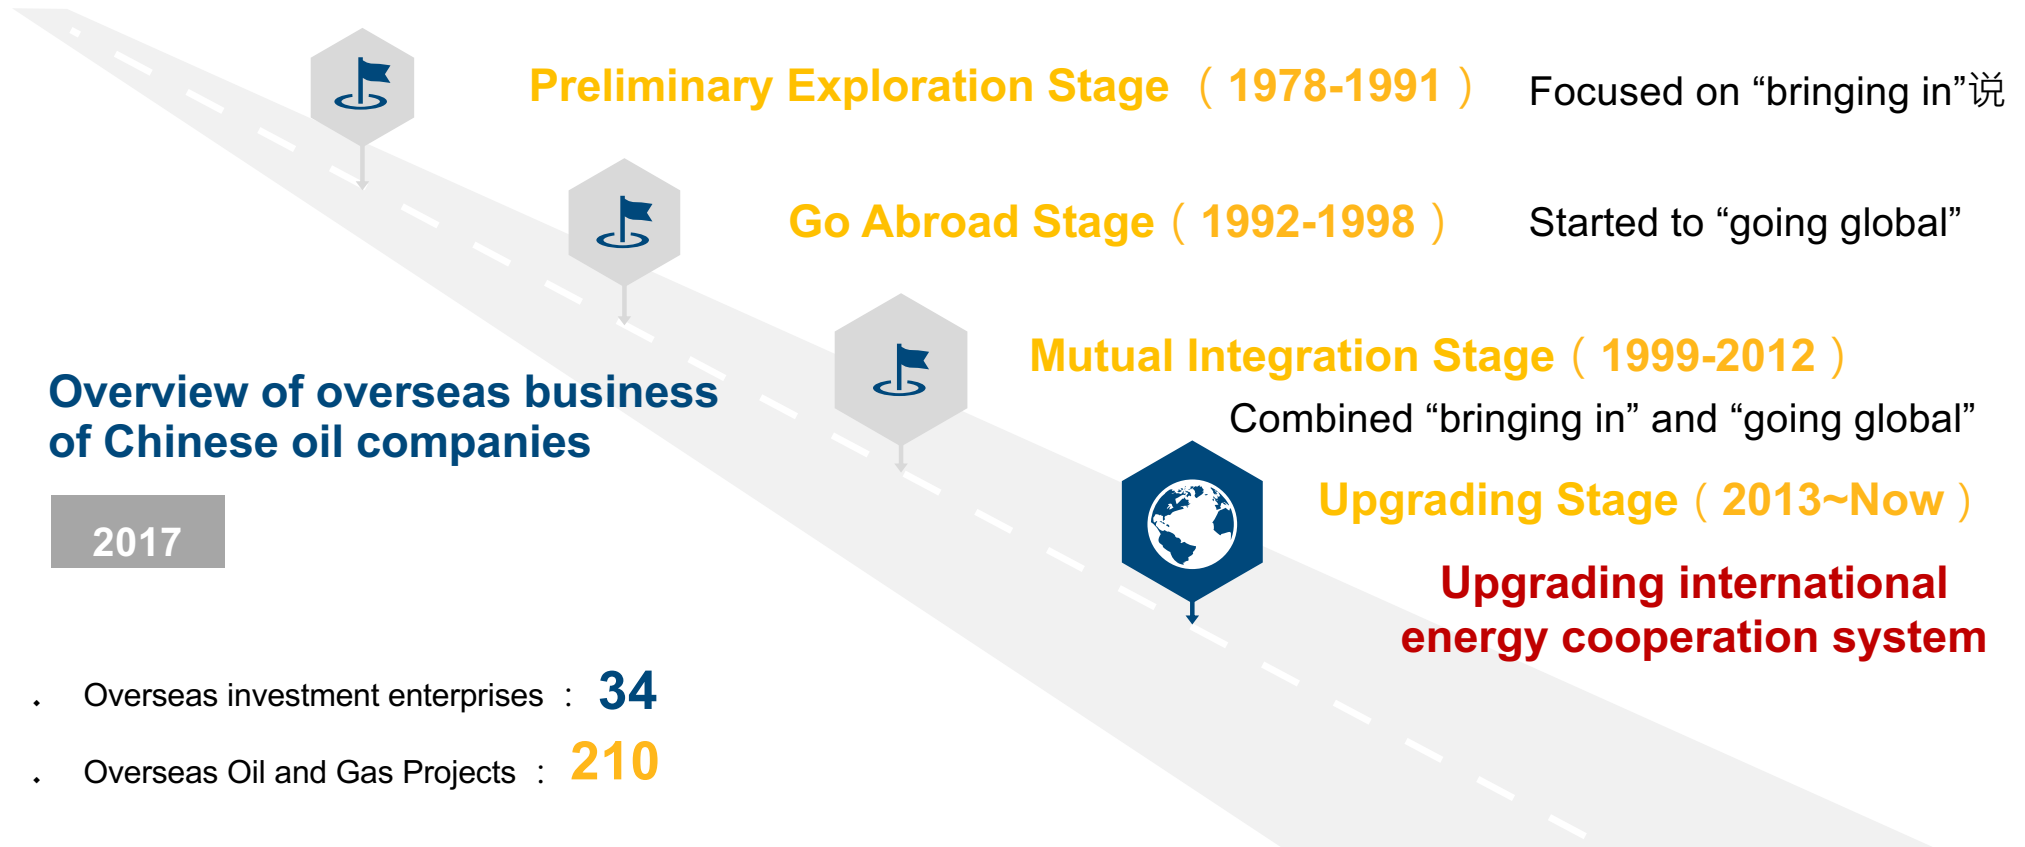 Preliminary Exploration Stage （1978-1991） Focused on “bringing in”说
Go Abroad Stage（1992-1998） Started to “going global”
Mutual Integration Stage（1999-2012）
Combined “bringing in” and “going global”
Upgrading Stage（2013~Now）
Upgrading international
energy cooperation system
Overview of overseas business
of Chinese oil companies
2017
Overseas investment enterprises ：34
Overseas Oil and Gas Projects ：210